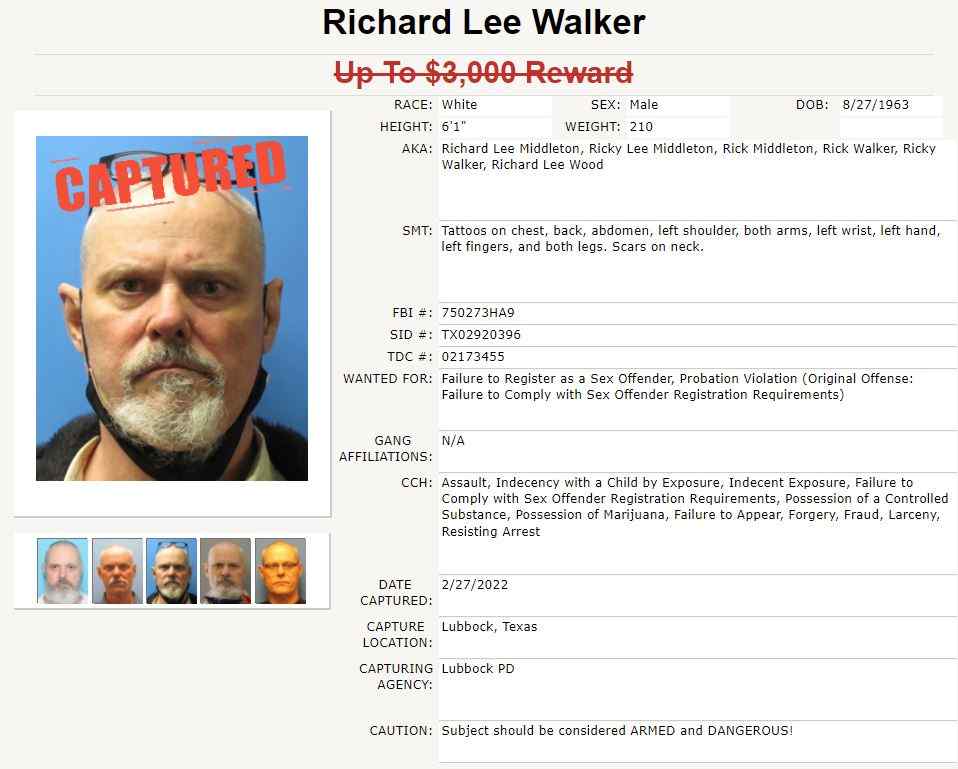 Richard Lee Walker
Up To $3,000 Reward
CAPTURED
RACE: White SEX: Male DOB: 8/27/1963
HEIGHT: 6'1" WEIGHT: 210
AKA: Richard Lee Middleton, Ricky Lee Middleton, Rick Middleton, Rick Walker, Ricky
Walker, Richard Lee Wood
SMT: Tattoos on chest, back, abdomen, left shoulder, both arms, left wrist, left hand,
left fingers, and both legs. Scars on neck.
FBI #: 750273HA9
SID #: TX02920396
TDC #: 02173455
WANTED FOR: Failure to Register as a Sex Offender, Probation Violation (Original Offense:
Failure to Comply with Sex Offender Registration Requirements)
GANG
AFFILIATIONS:
N/A
CCH: Assault, Indecency with a Child by Exposure, Indecent Exposure, Failure to
Comply with Sex Offender Registration Requirements, Possession of a Controlled
Substance, Possession of Marijuana, Failure to Appear, Forgery, Fraud, Larceny,
Resisting Arrest
DATE
CAPTURED:
2/27/2022
CAPTURE
LOCATION:
Lubbock, Texas
CAPTURING
AGENCY:
Lubbock PD
CAUTION: Subject should be considered ARMED and DANGEROUS!